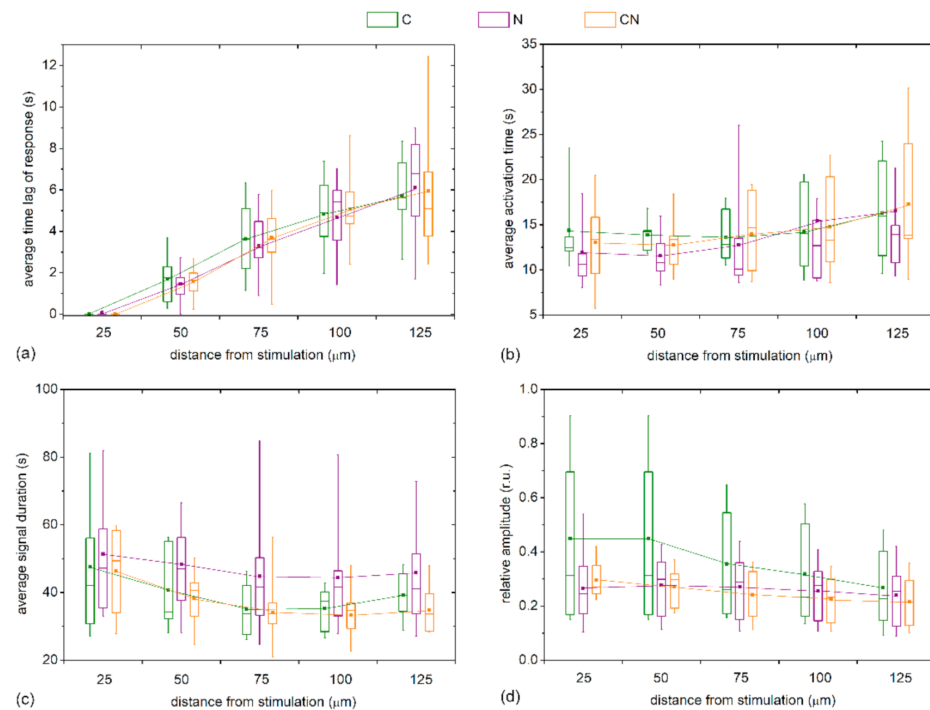 C N CN
average time lag of response (s)
12
10
8
6
4
2
0
25 50 75 100 125
(a) distance from stimulation (μm)
average activation time (s)
35
30
25
20
15
10
5
25 50 75 100 125
(b) distance from stimulation (μm)
average signal duration (s)
100
80
60
40
20
25 50 75 100 125
(c) distance from stimulation (μm)
relative amplitude (r.u.)
1.0
0.8
0.6
0.4
0.2
0.0
25 50 75 100 125
(d) distance from stimulation (μm)